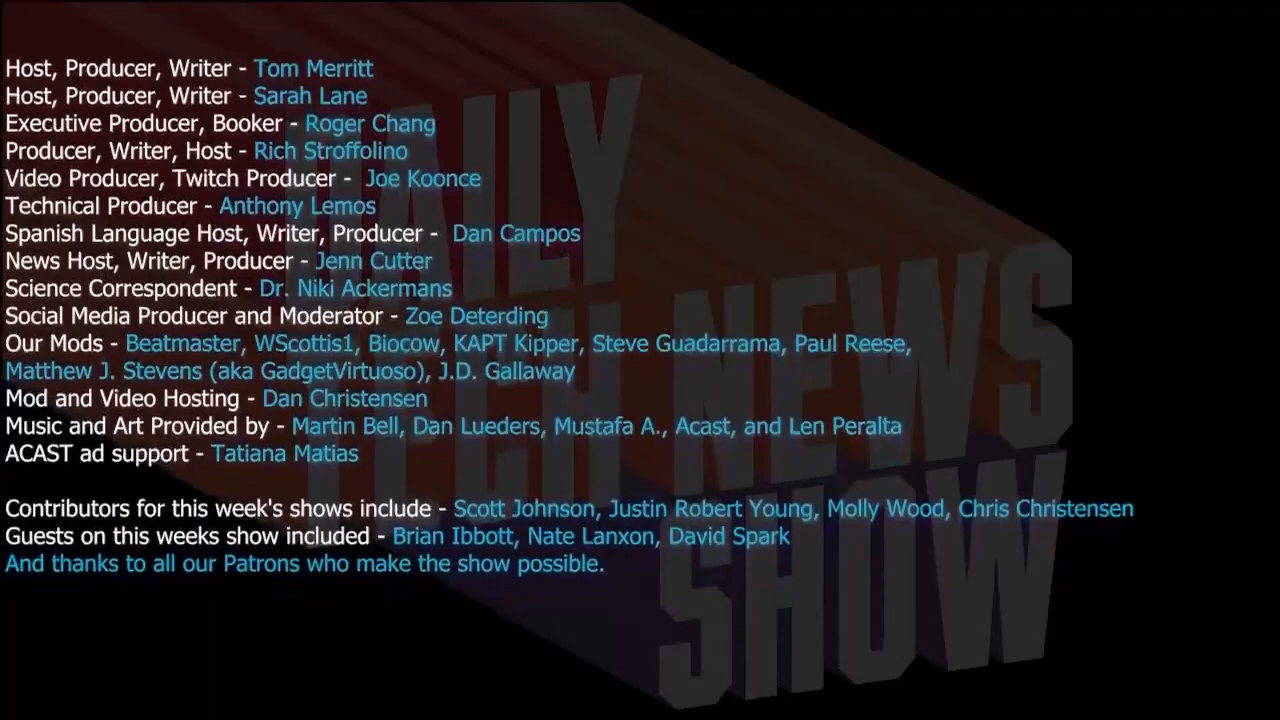 Host, Producer, Writer - Tom Merritt
Host, Producer, Writer - Sarah Lane
Executive Producer, Booker - Roger Chang
Producer, Writer, Host - Rich Stroffolino
Video Producer, Twitch Producer -  Joe Koonce
Technical Producer - Anthony Lemos
Spanish Language Host, Writer, Producer -  Dan Campos
News Host, Writer, Producer - Jenn Cutter
Science Correspondent - Dr. Niki Ackermans
Social Media Producer and Moderator - Zoe Deterding
Our Mods - Beatmaster, WScottis1, Biocow, KAPT Kipper, Steve Guadarrama, Paul Reese,
Matthew J. Stevens (aka GadgetVirtuoso), J.D. Gallaway
Mod and Video Hosting - Dan Christensen
Music and Art Provided by - Martin Bell, Dan Lueders, Mustafa A., Acast, and Len Peralta
ACAST ad support - Tatiana Matias
Contributors for this week's shows include - Scott Johnson, Justin Robert Young, Molly Wood, Chris Christensen
Guests on this weeks show included - Brian Ibbott, Nate Lanxon, David Spark
And thanks to all our Patrons who make the show possible.
DAILY
TECH NEWS
SHOW